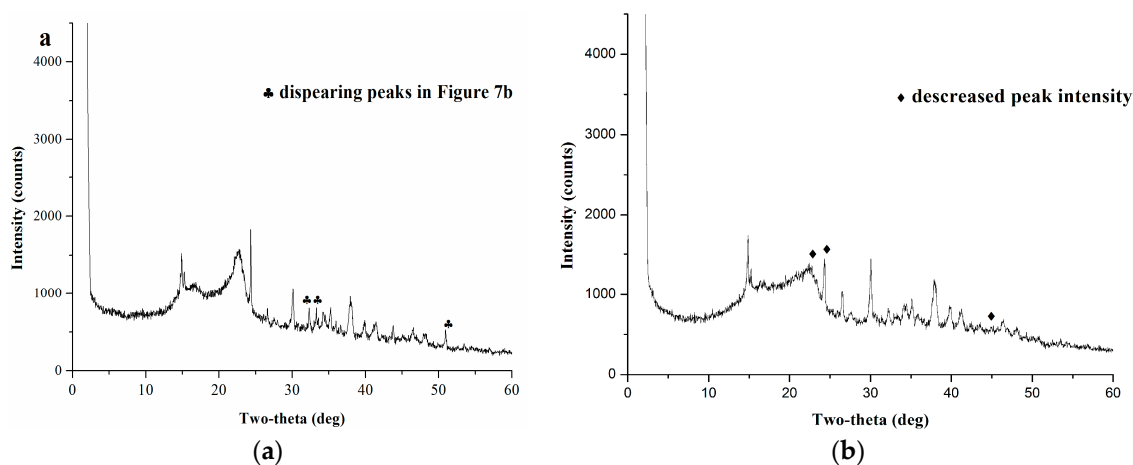 a
♣ dispearing peaks in Figure 7b
Intensity (counts)
4000
3000
2000
1000
0
0 10 20 30 40 50 60
Two-theta (deg)
(a)
♦ descreased peak intensity
Intensity (counts)
4000
3000
2000
1000
0
0 10 20 30 40 50 60
Two-theta (deg)
(b)